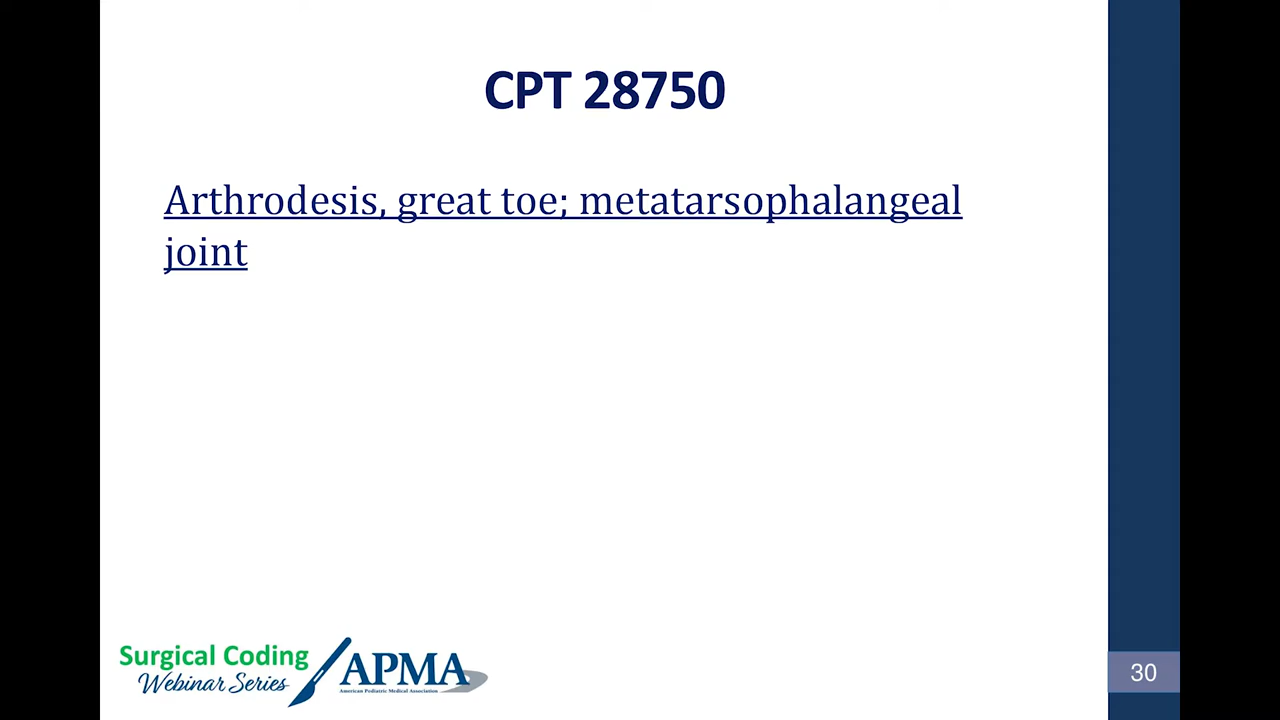 CPT 28750
Arthrodesis, great toe; metatarsophalangeal
joint
Surgical Coding
Webinar Series
APMA
American Podiatric Medical Association
30